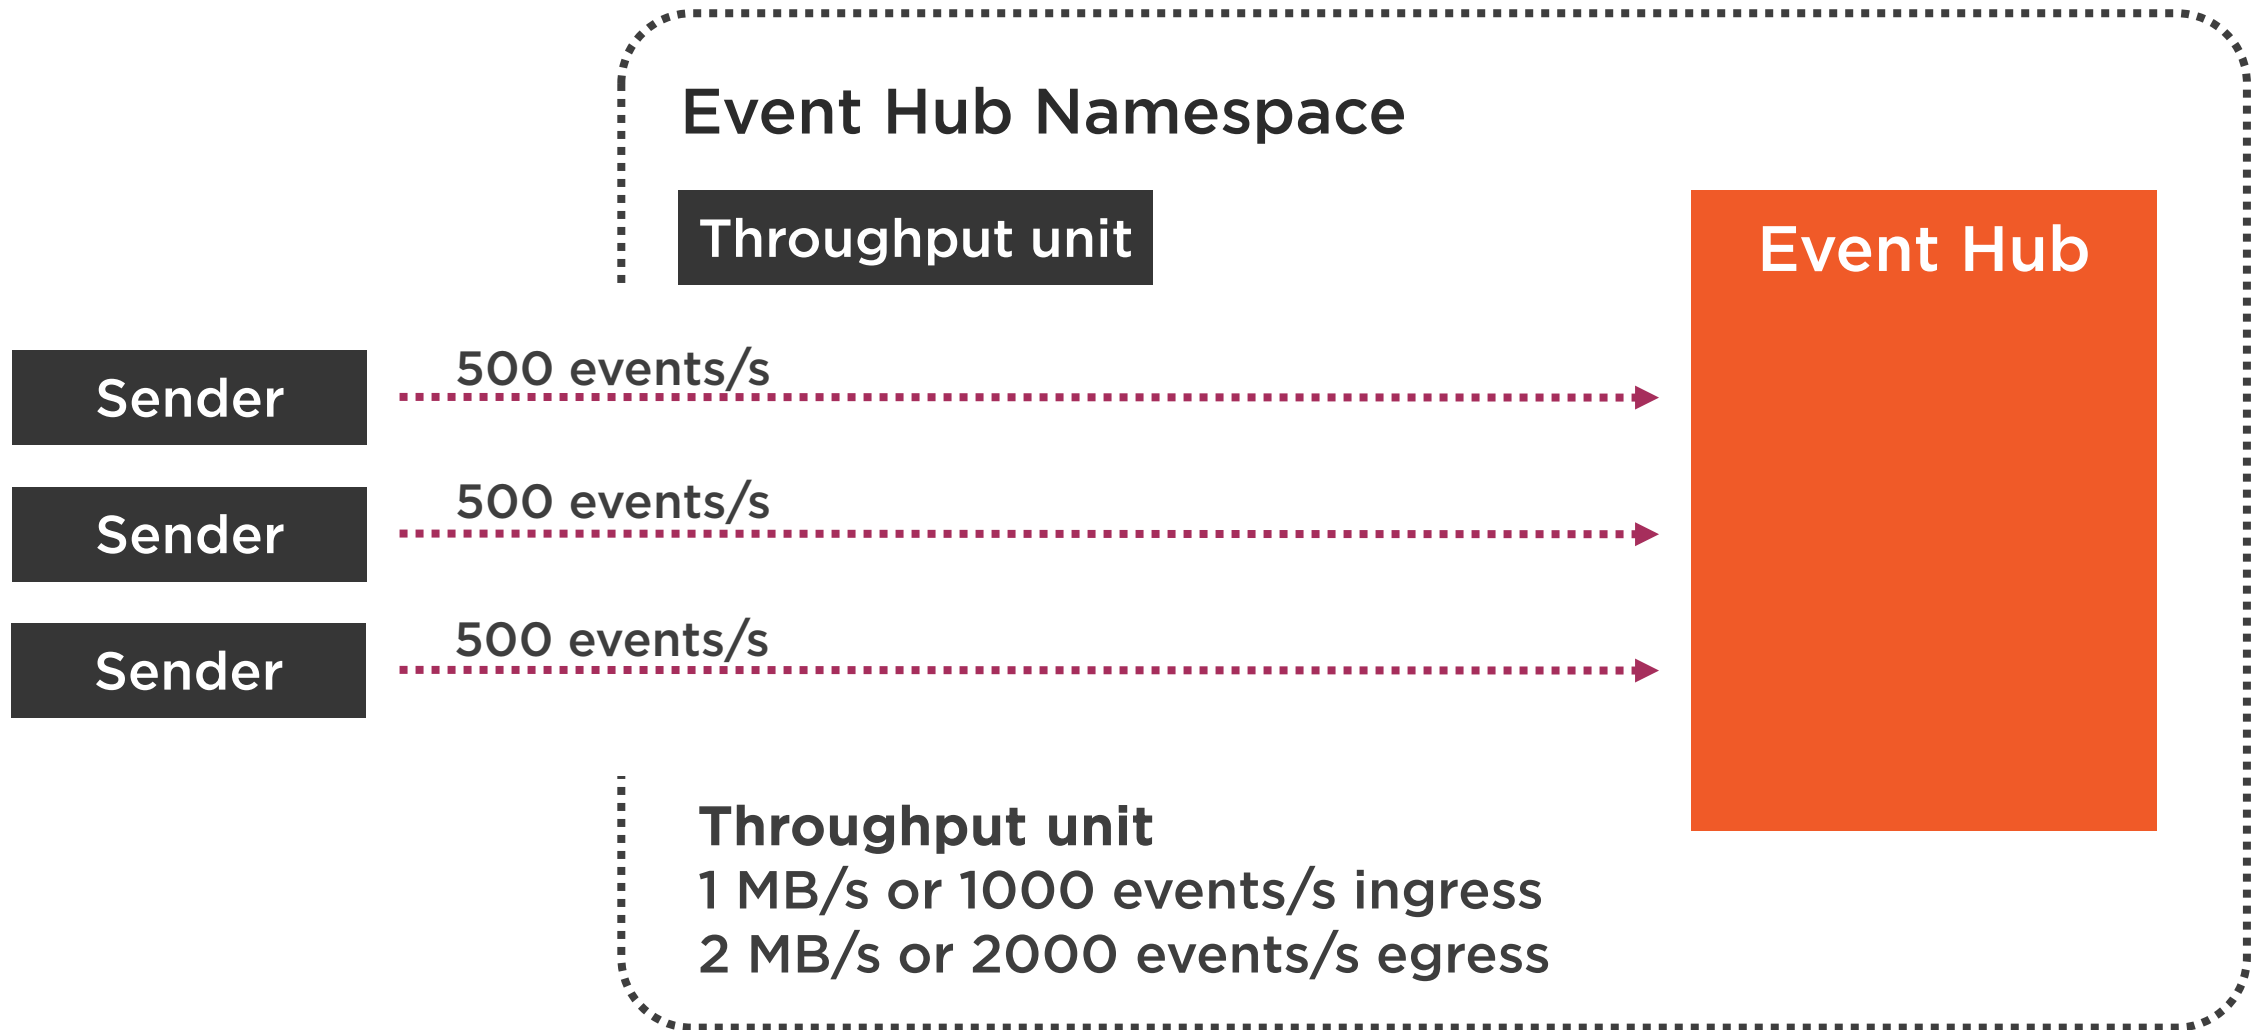 Event Hub Namespace
Throughput unit
Event Hub
Sender
500 events/s
Sender
500 events/s
Sender
500 events/s
Throughput unit
1 MB/s or 1000 events/s ingress
2 MB/s or 2000 events/s egress